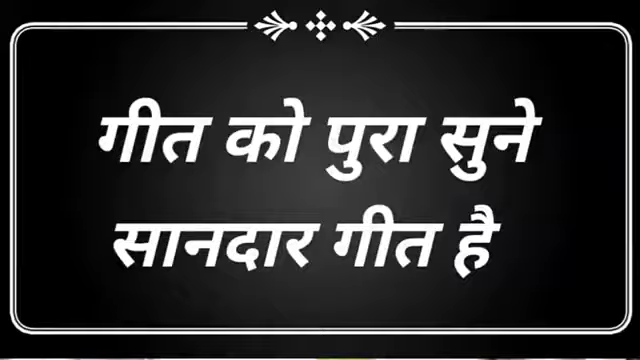 गीत को पुरा सुने
सानदार गीत है